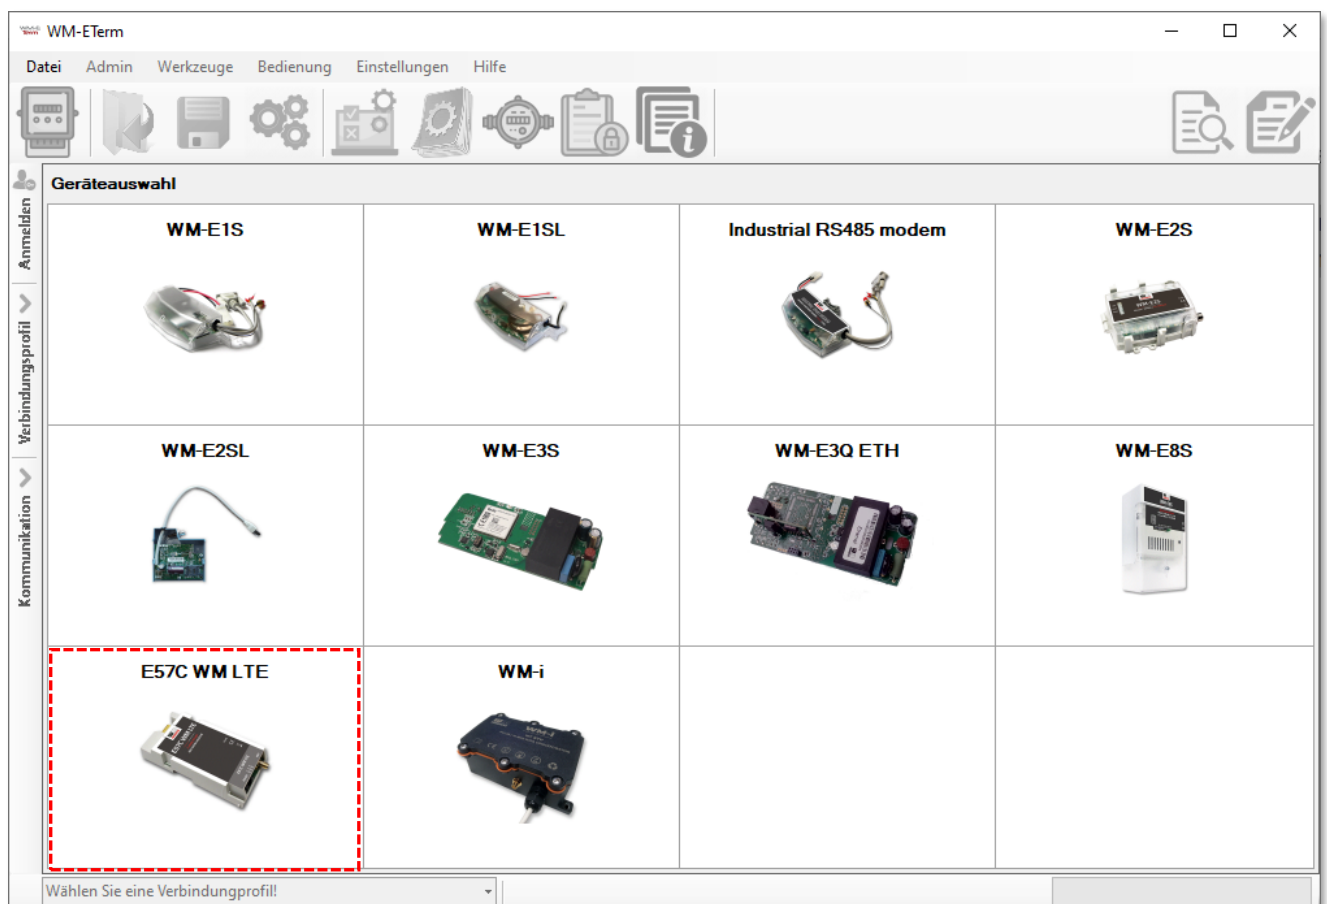 WM-ETerm
Datei Admin Werkzeuge Bedienung Einstellungen Hilfe
Geräteauswahl
Anmelden
Verbindungsprofil
Kommunikation
WM-E1S
WM-E1SL
Industrial RS485 modem
WM-E2S
WM-E2SL
WM-E3S
WM-E3Q ETH
WM-E8S
E57C WM LTE
WM-i
Wählen Sie eine Verbindungprofil!